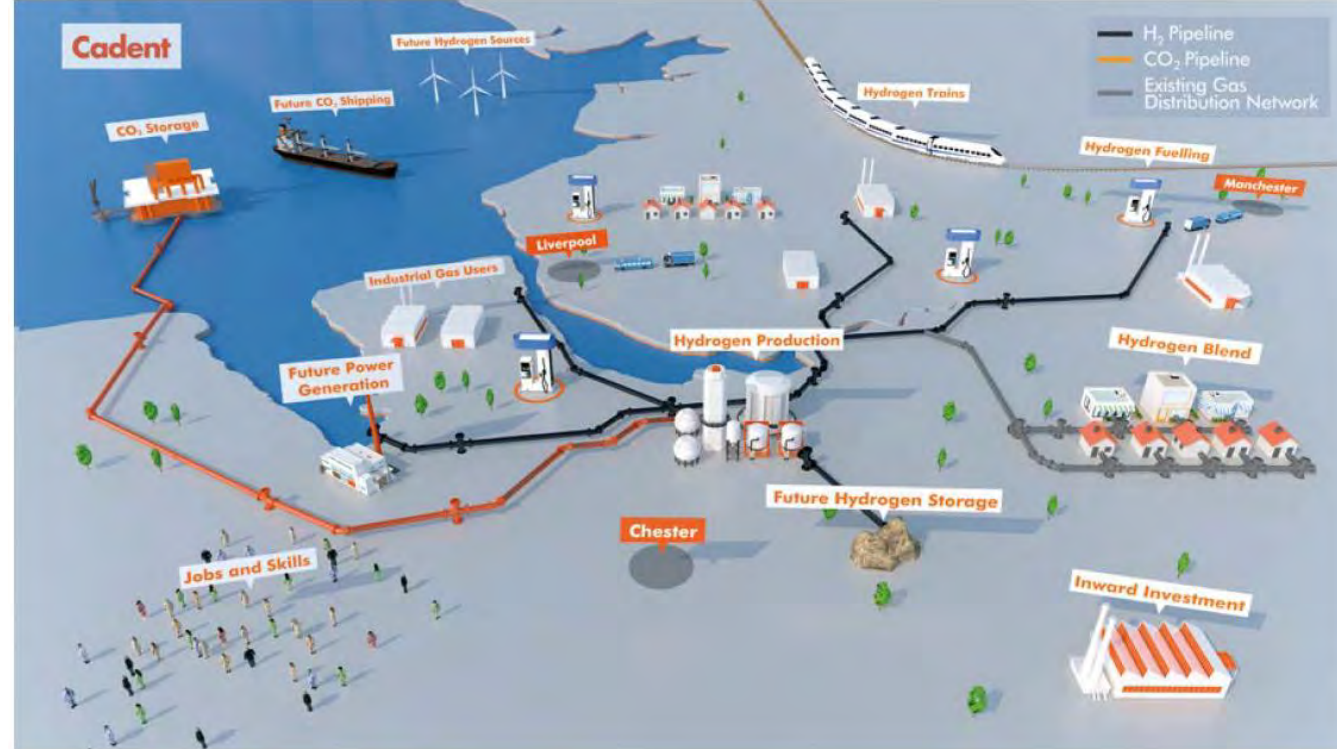 Cadent
Future Hydrogen Sources
H₂ Pipeline
CO₂ Pipeline
Existing Gas
Distribution Network
Future CO₂ Shipping
CO₂ Storage
Hydrogen Trains
Hydrogen Fuelling
Manchester
Liverpool
Industrial Gas Users
Hydrogen Production
Hydrogen Blend
Future Power
Generation
Future Hydrogen Storage
Chester
Jobs and Skills
Inward Investment